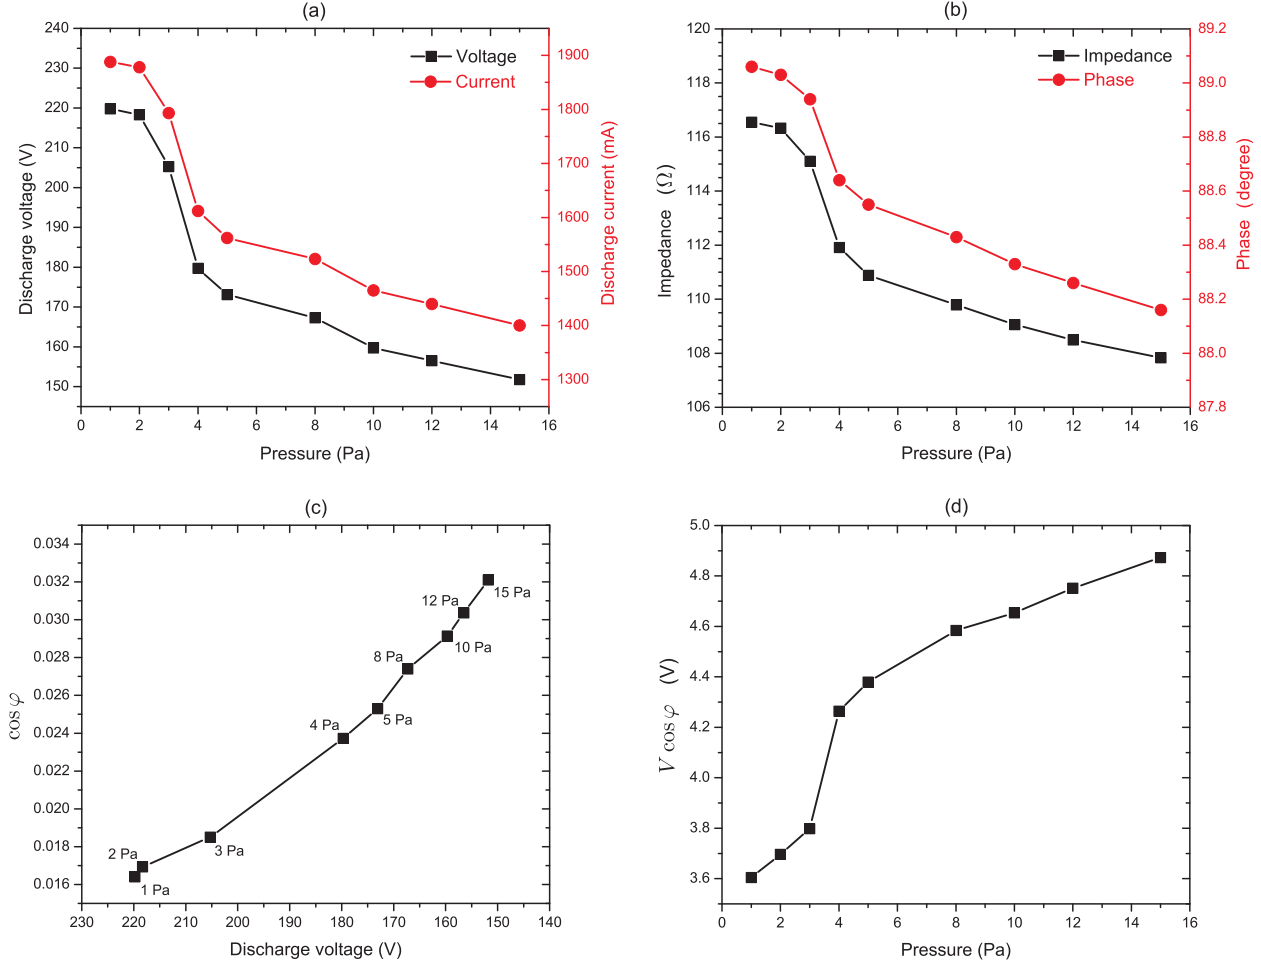 (a)
240
230
220
210
200
190
180
170
160
150
Discharge voltage (V)
Voltage
Current
1900
1800
1700
1600
1500
1400
1300
Discharge current (mA)
0 2 4 6 8 10 12 14 16
Pressure (Pa)
(b)
120
118
116
114
112
110
108
106
Impedance (Ω)
Impedance
Phase
89.2
89.0
88.8
88.6
88.4
88.2
88.0
87.8
Phase (degree)
0 2 4 6 8 10 12 14 16
Pressure (Pa)
(c)
0.034
0.032
0.030
0.028
0.026
0.024
0.022
0.020
0.018
0.016
cos φ
15 Pa
12 Pa
10 Pa
8 Pa
5 Pa
4 Pa
3 Pa
2 Pa
1 Pa
230 220 210 200 190 180 170 160 150 140
Discharge voltage (V)
(d)
5.0
4.8
4.6
4.4
4.2
4.0
3.8
3.6
V cos φ (V)
0 2 4 6 8 10 12 14 16
Pressure (Pa)